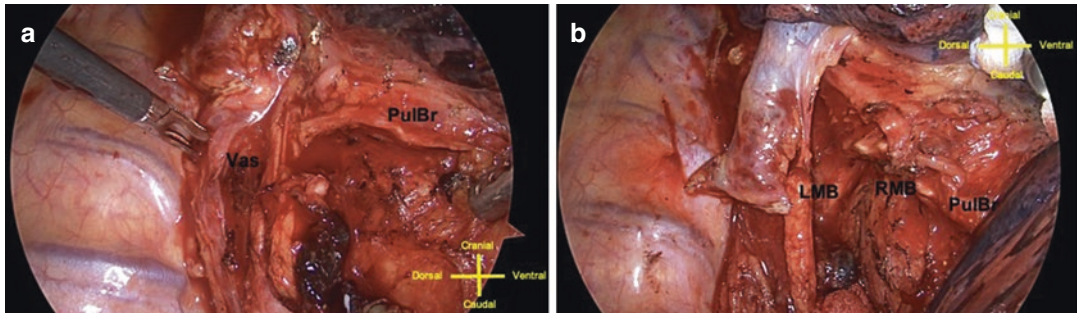 a
PulBr
Vas
Cranial
Dorsal
Ventral
Caudal
b
Cranial
Dorsal
Ventral
Caudal
LMB
RMB
PulBr